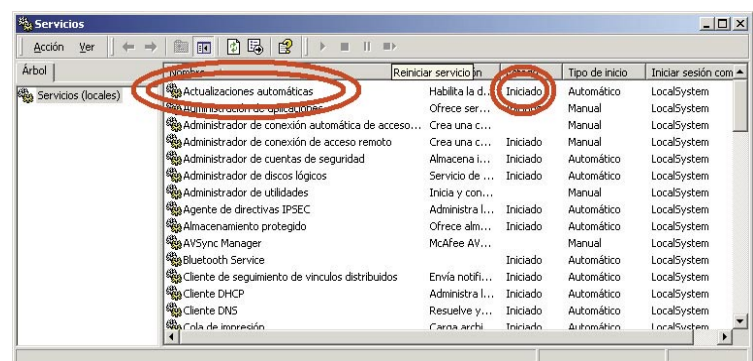 Servicios
Acción Ver
Árbol
Servicios (locales)
Nombre Reiniciar servicio ón Estado Tipo de inicio Iniciar sesión com
Actualizaciones automáticas Habilita la d... Iniciado Automático LocalSystem
Administración de aplicaciones Ofrece ser... Manual LocalSystem
Administrador de conexión automática de acceso... Crea una c... Manual LocalSystem
Administrador de conexión de acceso remoto Crea una c... Iniciado Manual LocalSystem
Administrador de cuentas de seguridad Almacena i... Iniciado Automático LocalSystem
Administrador de discos lógicos Servicio de ... Iniciado Automático LocalSystem
Administrador de utilidades Inicia y con... Manual LocalSystem
Agente de directivas IPSEC Administra l... Iniciado Automático LocalSystem
Almacenamiento protegido Ofrece alm... Iniciado Automático LocalSystem
AVSync Manager McAfee AV... Manual LocalSystem
Bluetooth Service Iniciado Automático LocalSystem
Cliente de seguimiento de vinculos distribuidos Envía notifi... Iniciado Automático LocalSystem
Cliente DHCP Administra l... Iniciado Automático LocalSystem
Cliente DNS Resuelve y... Iniciado Automático LocalSystem
Cola de impresión Carga archi... Iniciado Automático LocalSystem